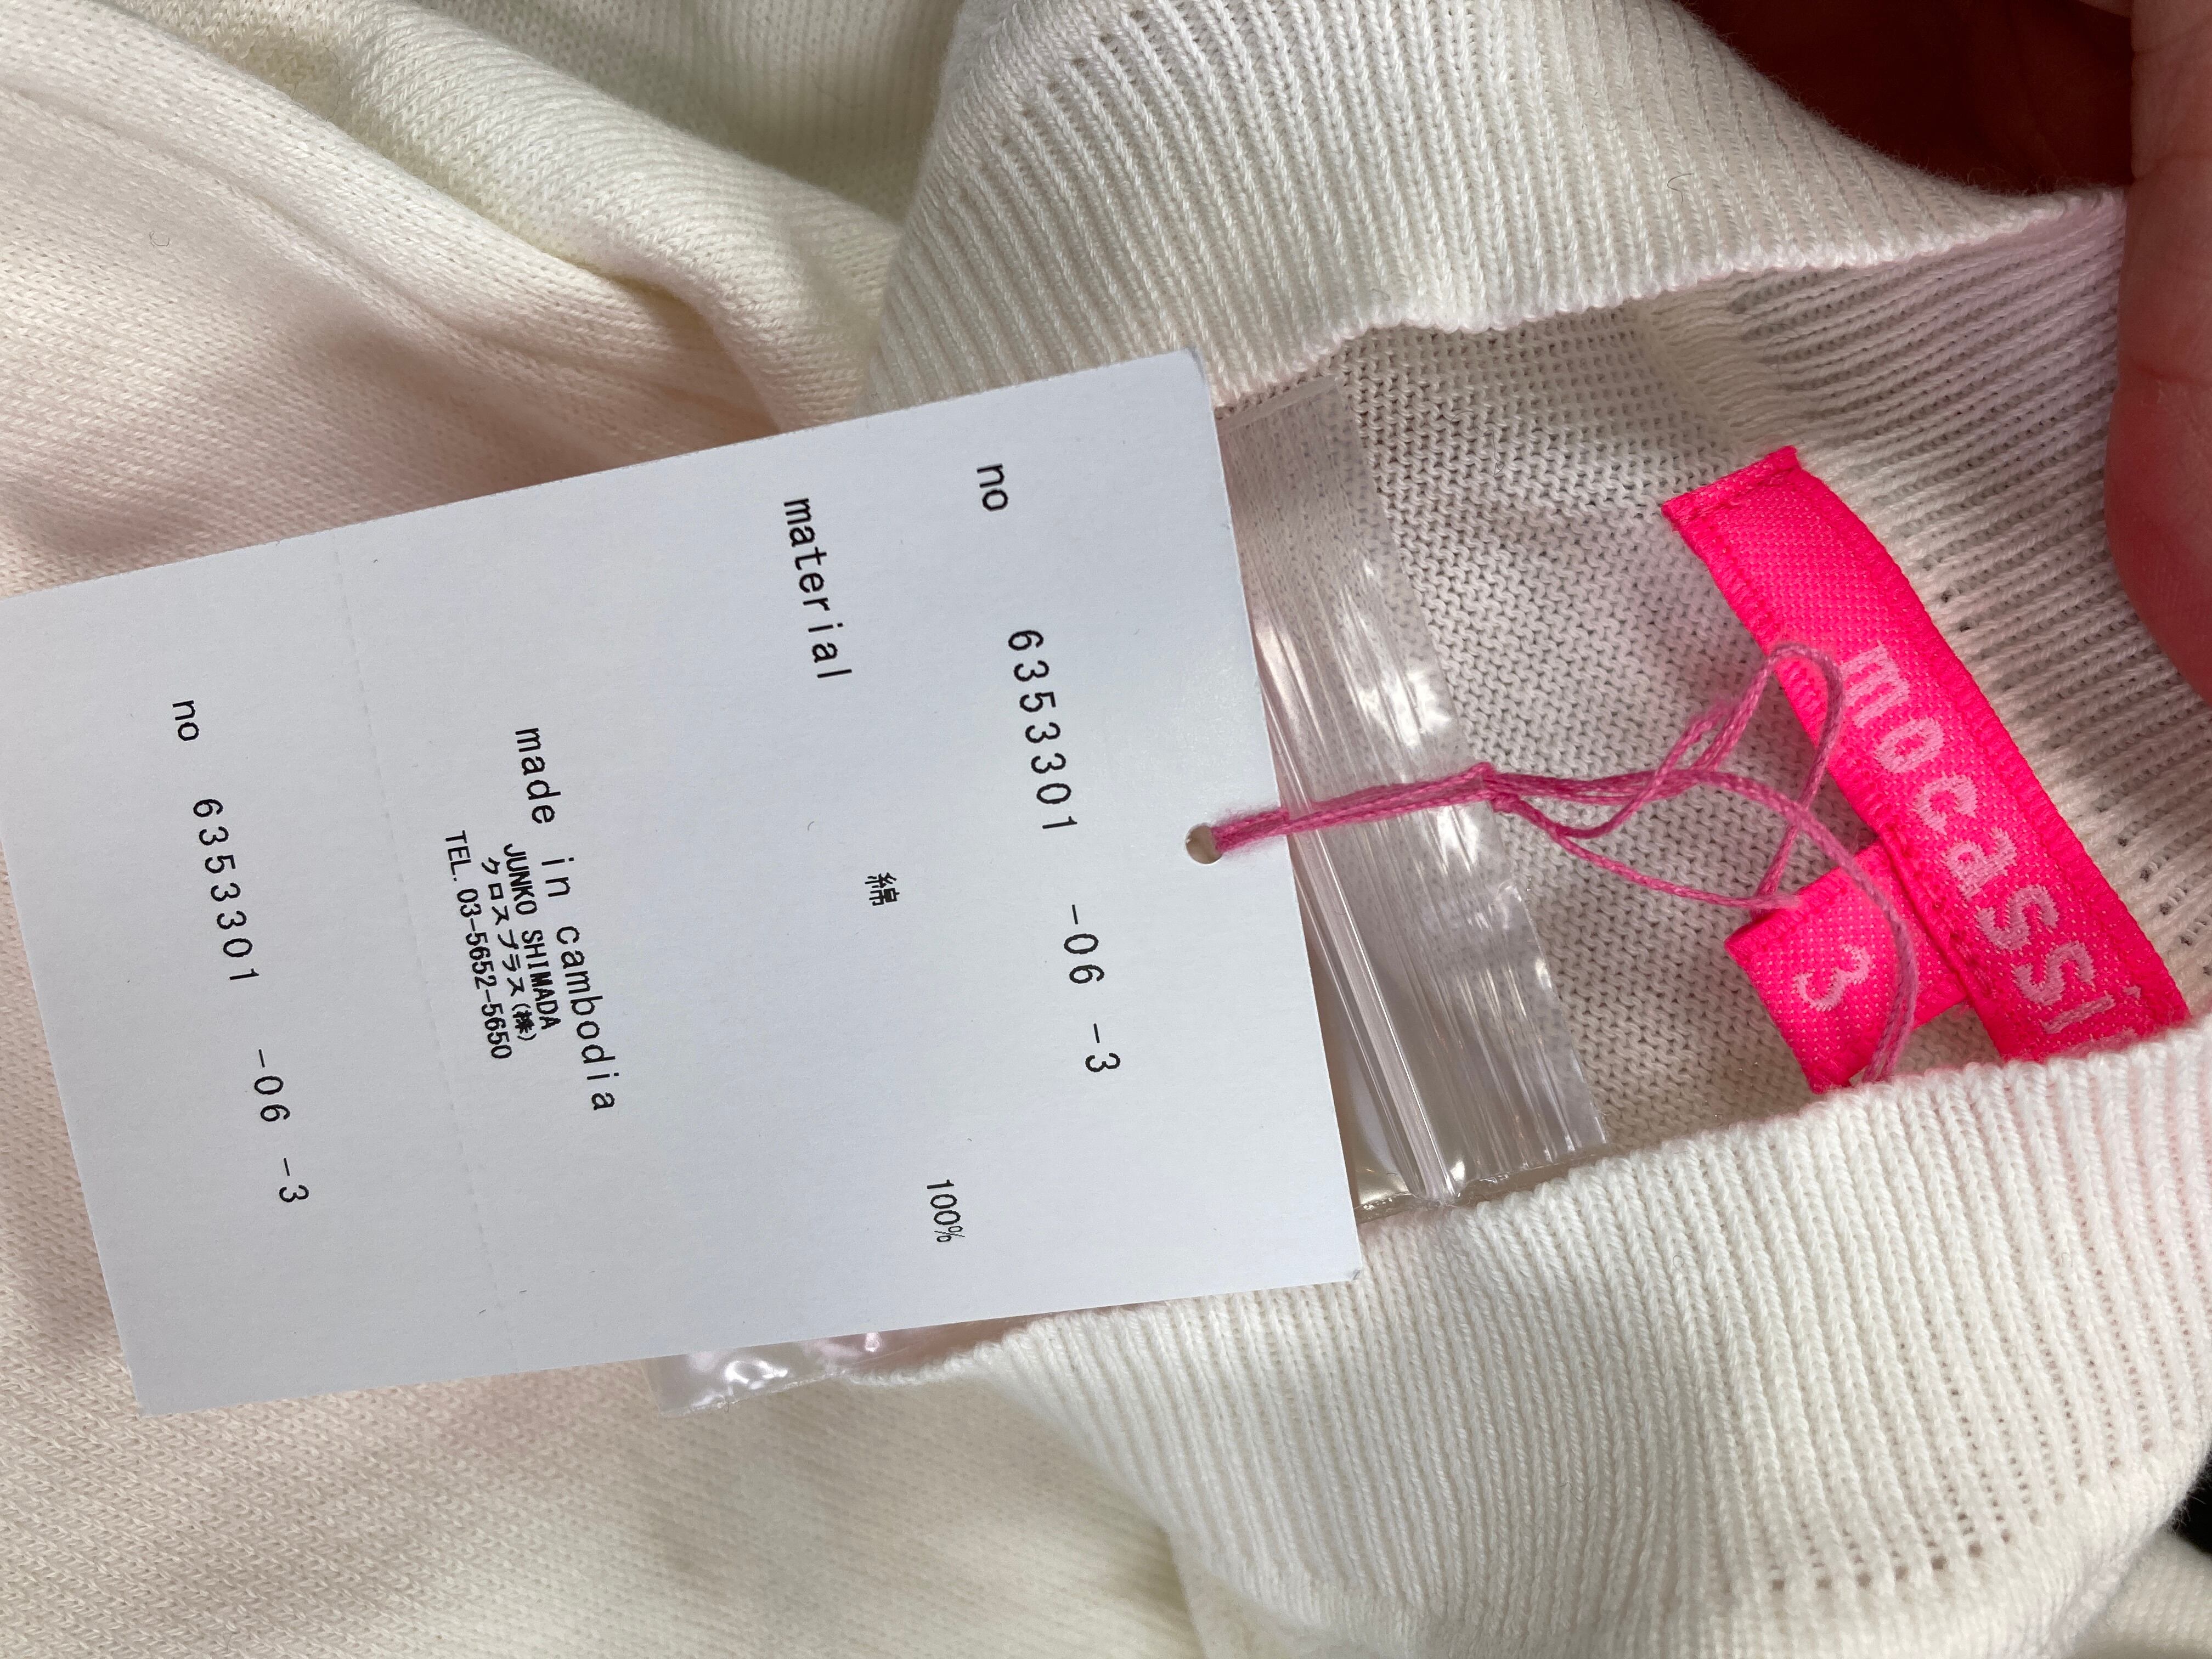 mocassi
3
no 6353301 -06 -3
material
綿 100%
made in cambodia
JUNKO SHIMADA
クロスプラス(株)
TEL. 03-5652-5650
no 6353301 -06 -3